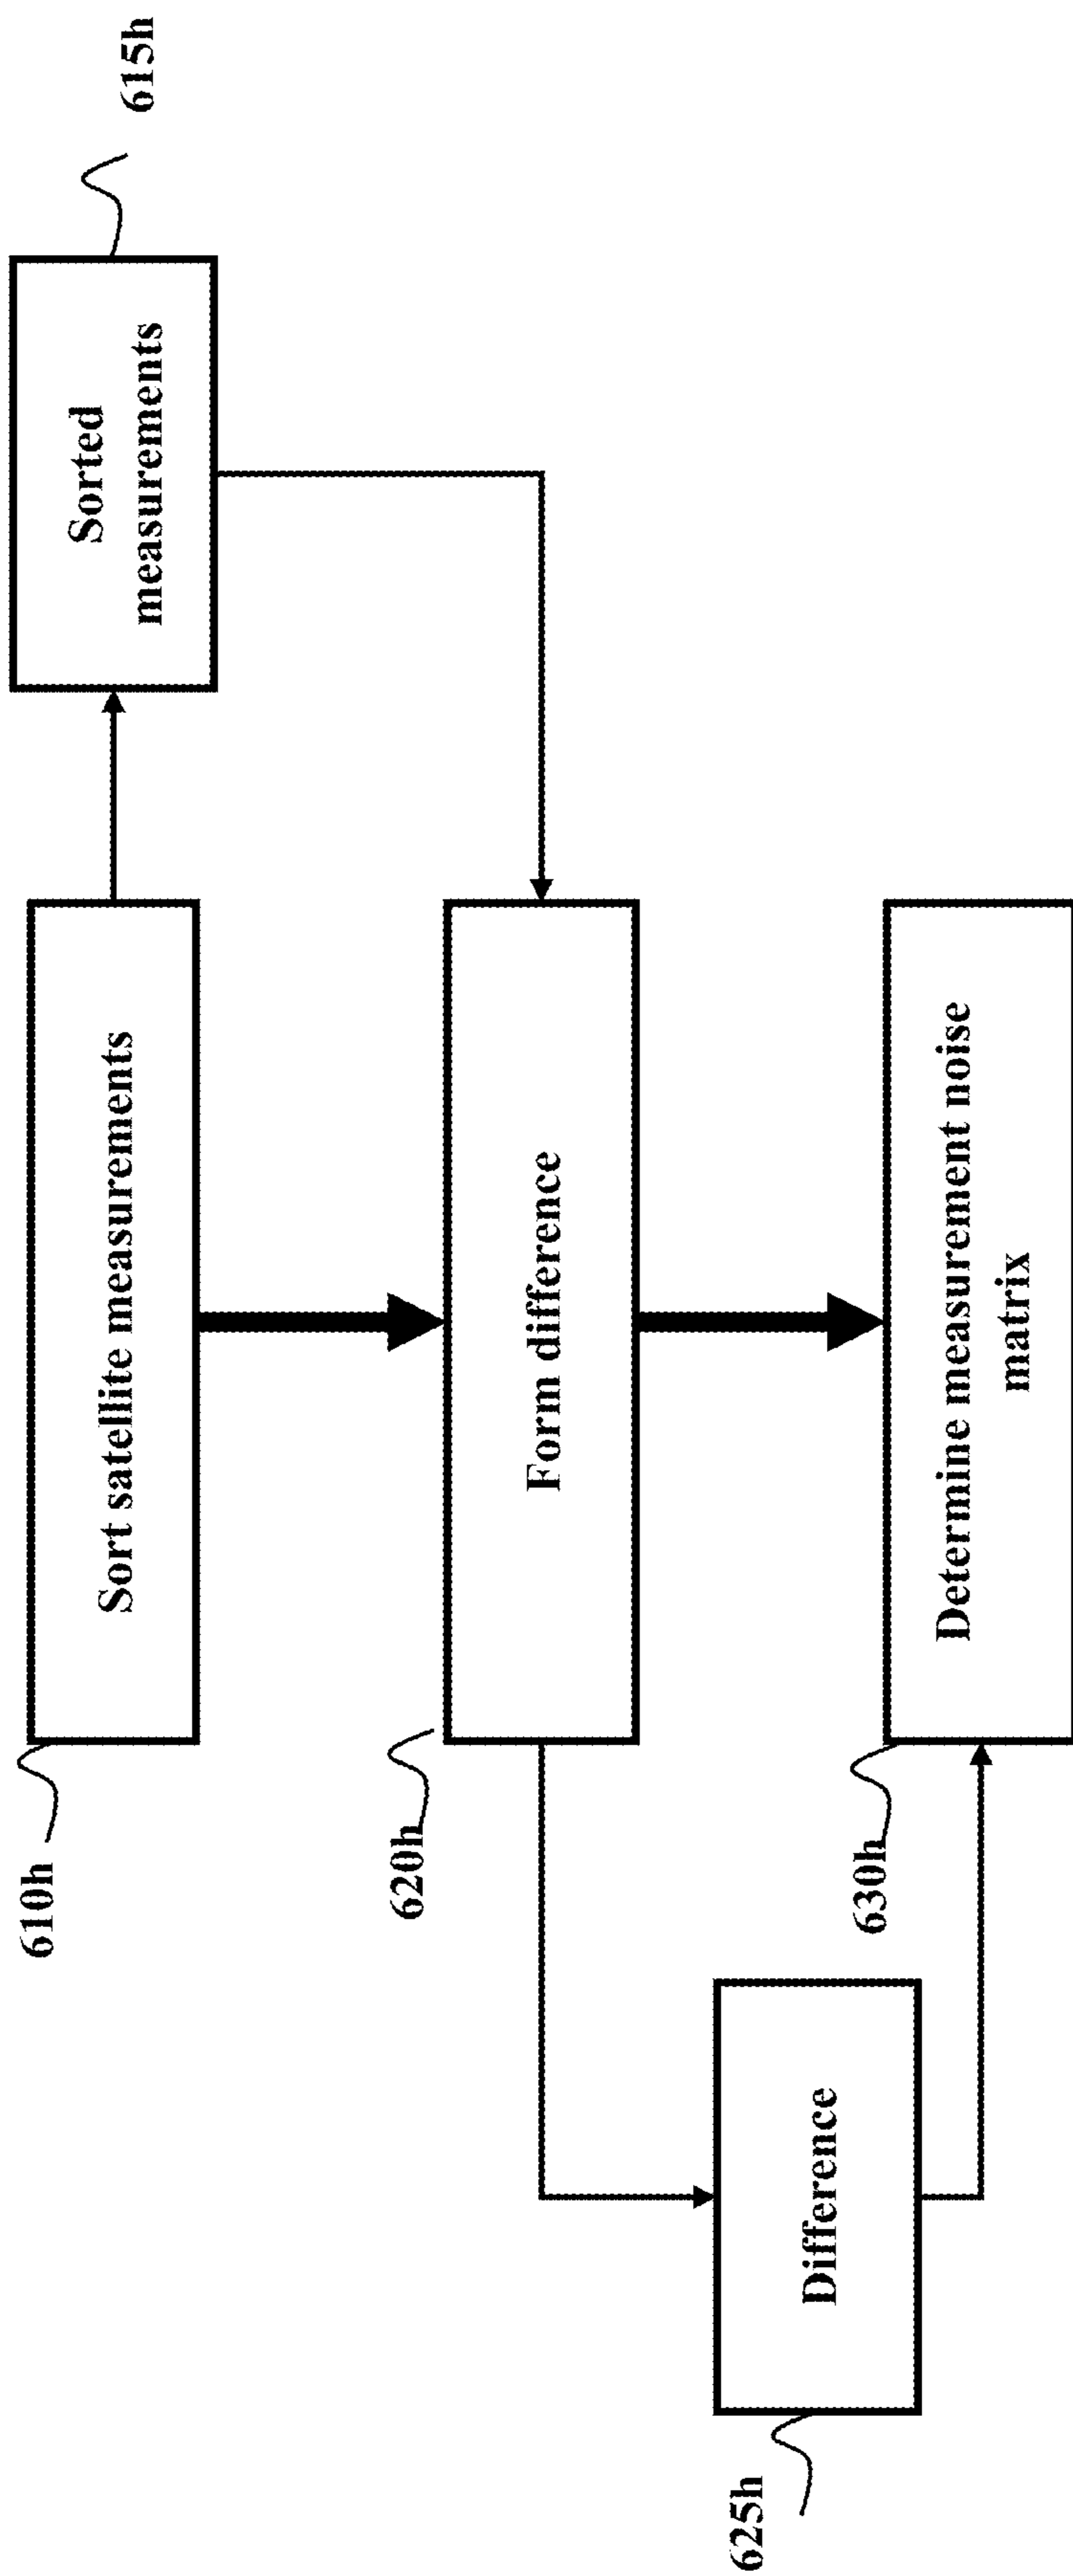 610h
Sort satellite measurements
Sorted
measurements
615h
620h
Form difference
625h
Difference
630h
Determine measurement noise
matrix